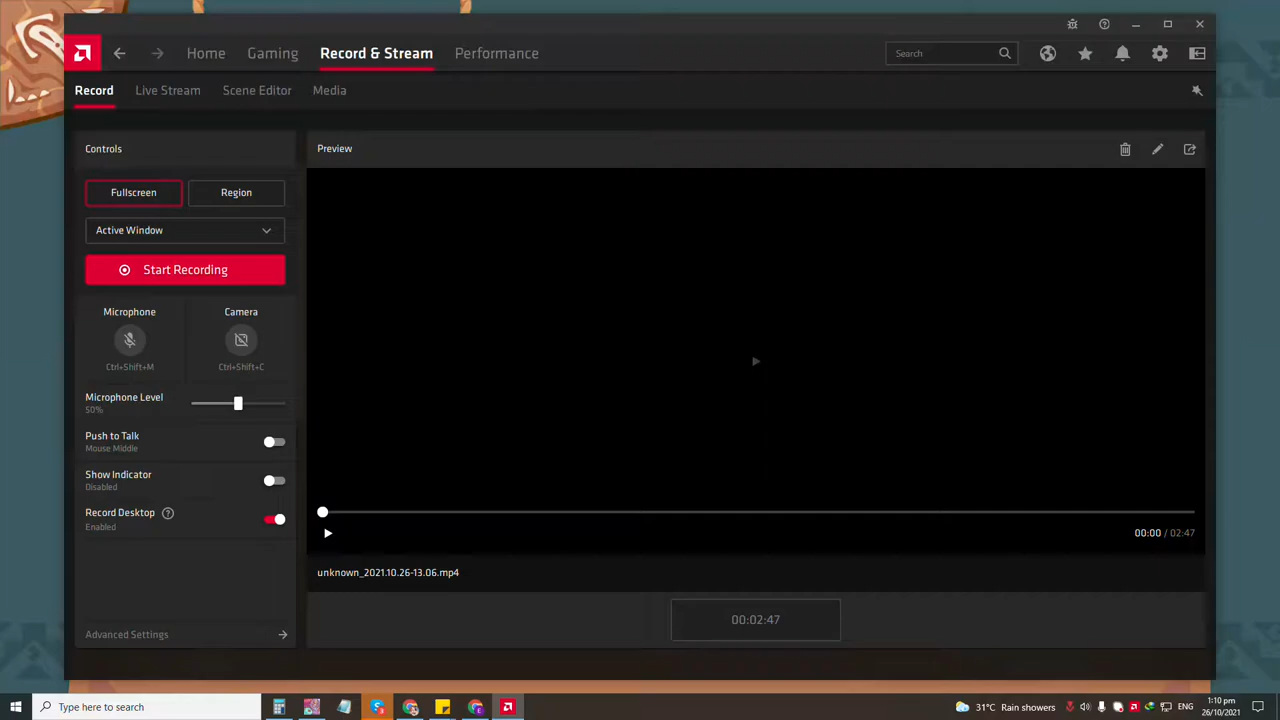 Home Gaming Record & Stream Performance Search
Record Live Stream Scene Editor Media
Controls
Preview
Fullscreen Region
Active Window
Start Recording
Microphone Camera
Ctrl+Shift+M Ctrl+Shift+C
Microphone Level
50%
Push to Talk
Mouse Middle
Show Indicator
Disabled
Record Desktop
Enabled
00:00 / 02:47
unknown_2021.10.26-13.06.mp4
00:02:47
Advanced Settings
Type here to search
31°C Rain showers
ENG
1:10 pm
26/10/2021